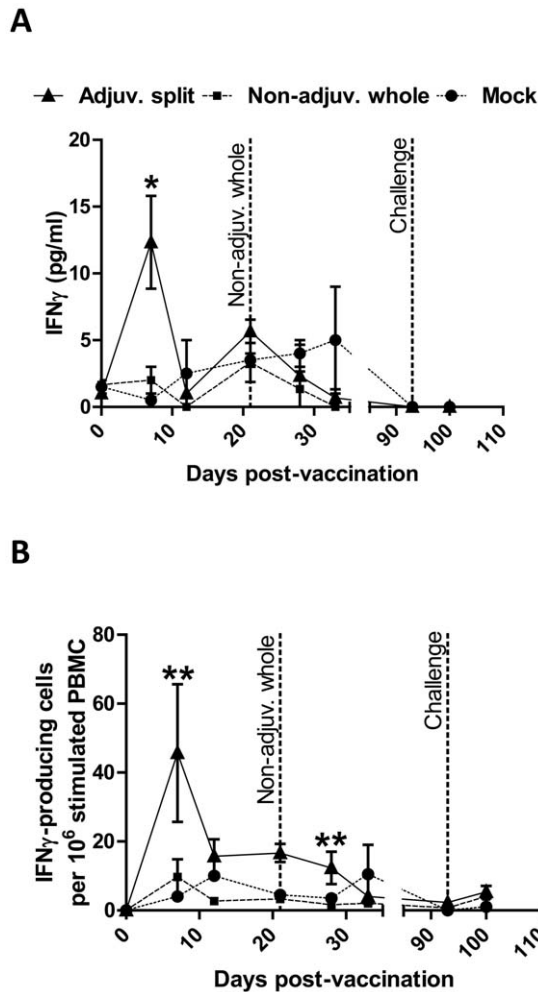 A
Adjuv. split Non-adjuv. whole Mock
20
15
10
5
0
IFNγ (pg/ml)
*
Non-adjuv. whole
Challenge
0 10 20 30 90 100 110
Days post-vaccination
B
80
60
40
20
0
IFNγ-producing cells
per 10⁶ stimulated PBMC
**
**
Non-adjuv. whole
Challenge
0 10 20 30 90 100 110
Days post-vaccination